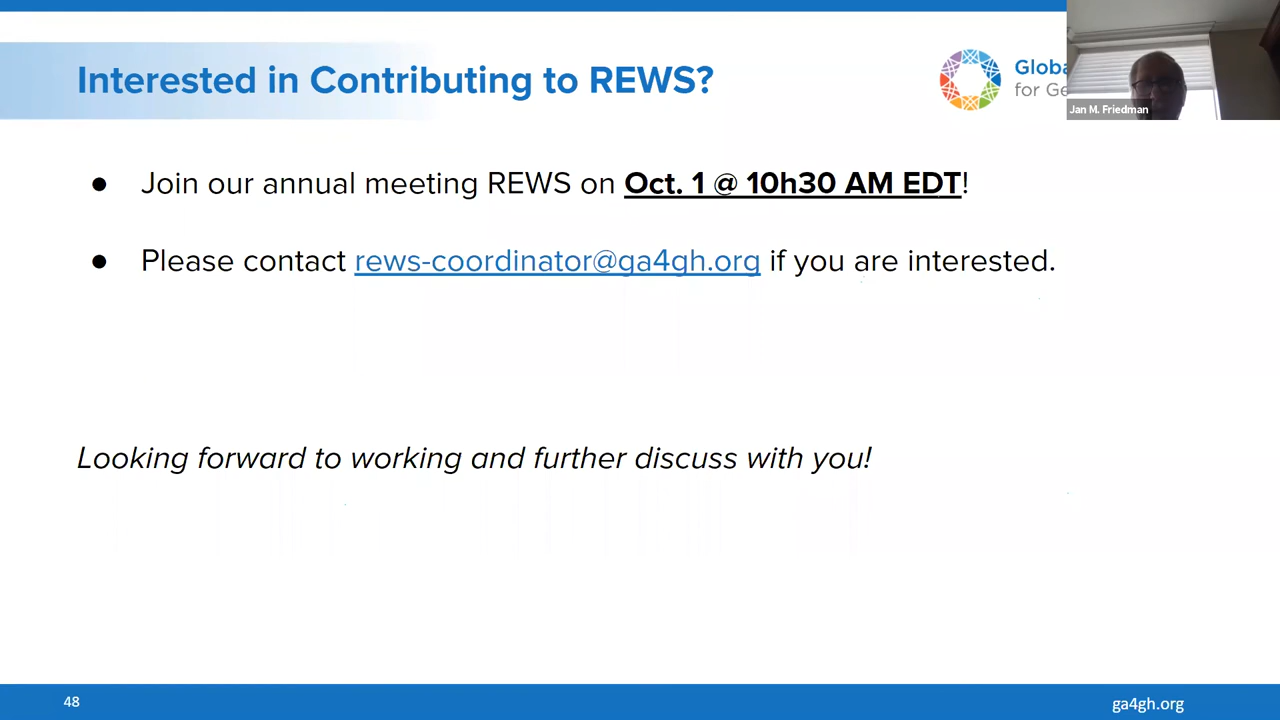 Interested in Contributing to REWS?
Globa
for Ge
Jan M. Friedman
● Join our annual meeting REWS on Oct. 1 @ 10h30 AM EDT!
● Please contact rews-coordinator@ga4gh.org if you are interested.
Looking forward to working and further discuss with you!
48
ga4gh.org